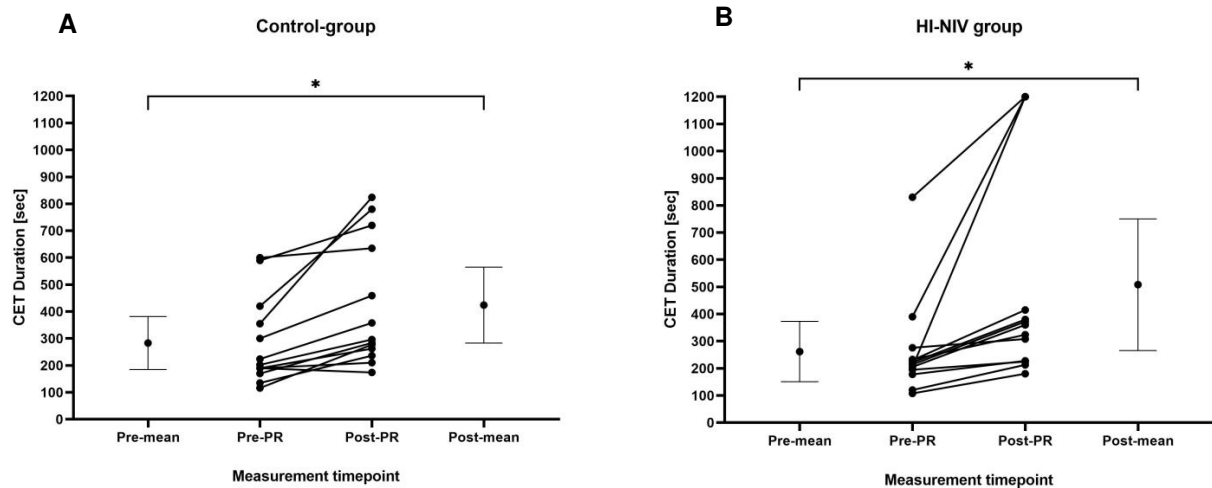 A
Control-group
*
1200
1100
1000
900
800
700
600
500
400
300
200
100
0
CET Duration [sec]
Pre-mean Pre-PR Post-PR Post-mean
Measurement timepoint
B
HI-NIV group
*
1200
1100
1000
900
800
700
600
500
400
300
200
100
0
CET Duration [sec]
Pre-mean Pre-PR Post-PR Post-mean
Measurement timepoint